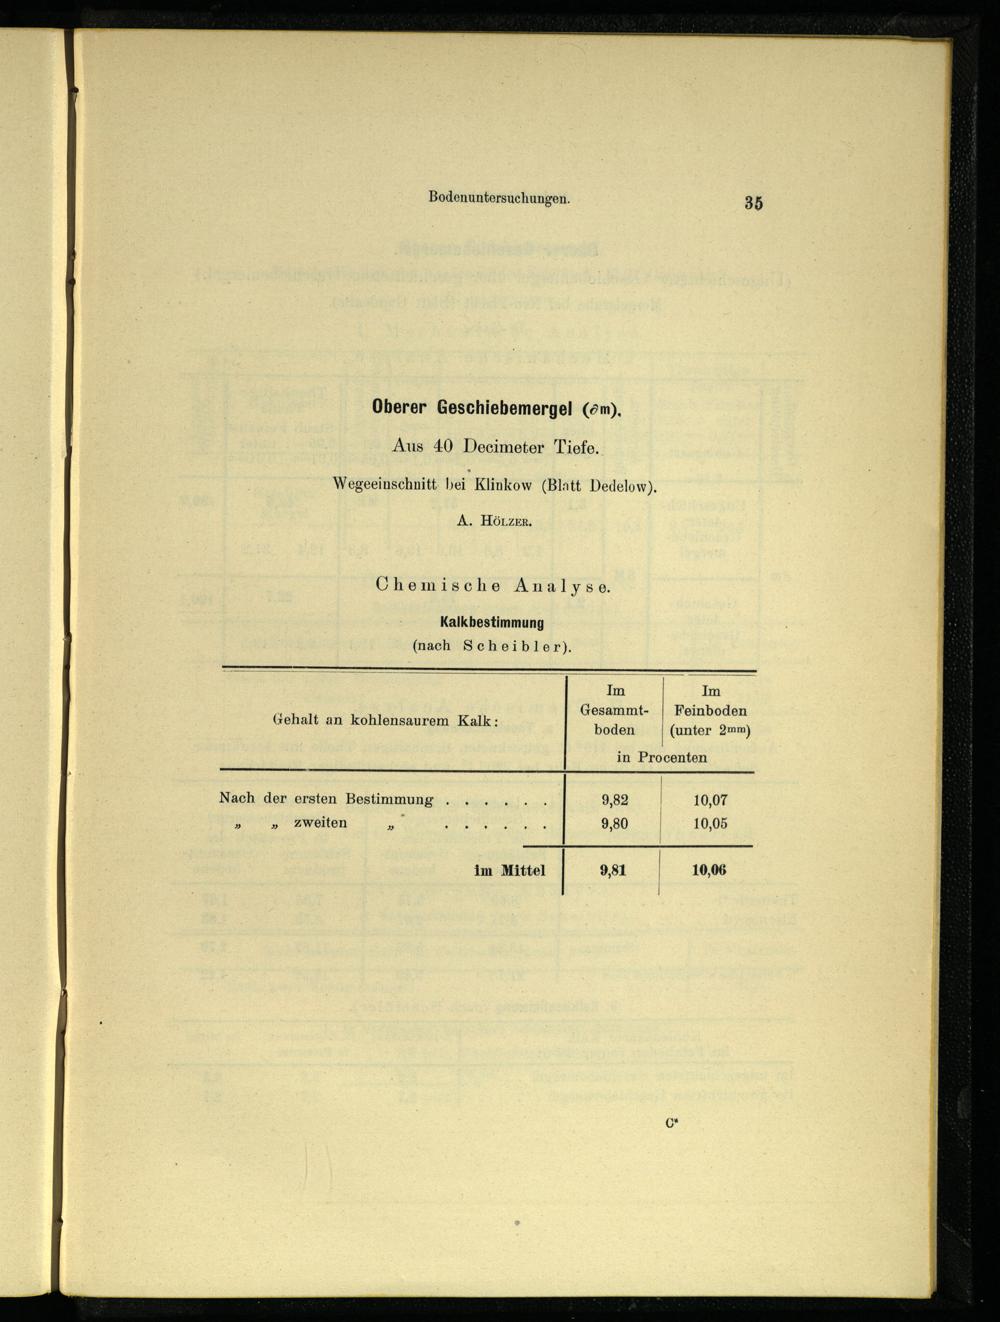 Bodenuntersuchungen. 35
Oberer Geschiebemergel (∂m).
Aus 40 Decimeter Tiefe.
Wegeeinschnitt bei Klinkow (Blatt Dedelow).
A. Hölzer.
Chemische Analyse.
Kalkbestimmung
(nach Scheibler).
Gehalt an kohlensaurem Kalk:
Im Gesammt-boden
Im Feinboden (unter 2mm)
in Procenten
Nach der ersten Bestimmung . . . . . . 9,82 10,07
„ „ zweiten „ . . . . . . 9,80 10,05
im Mittel 9,81 10,06
C*